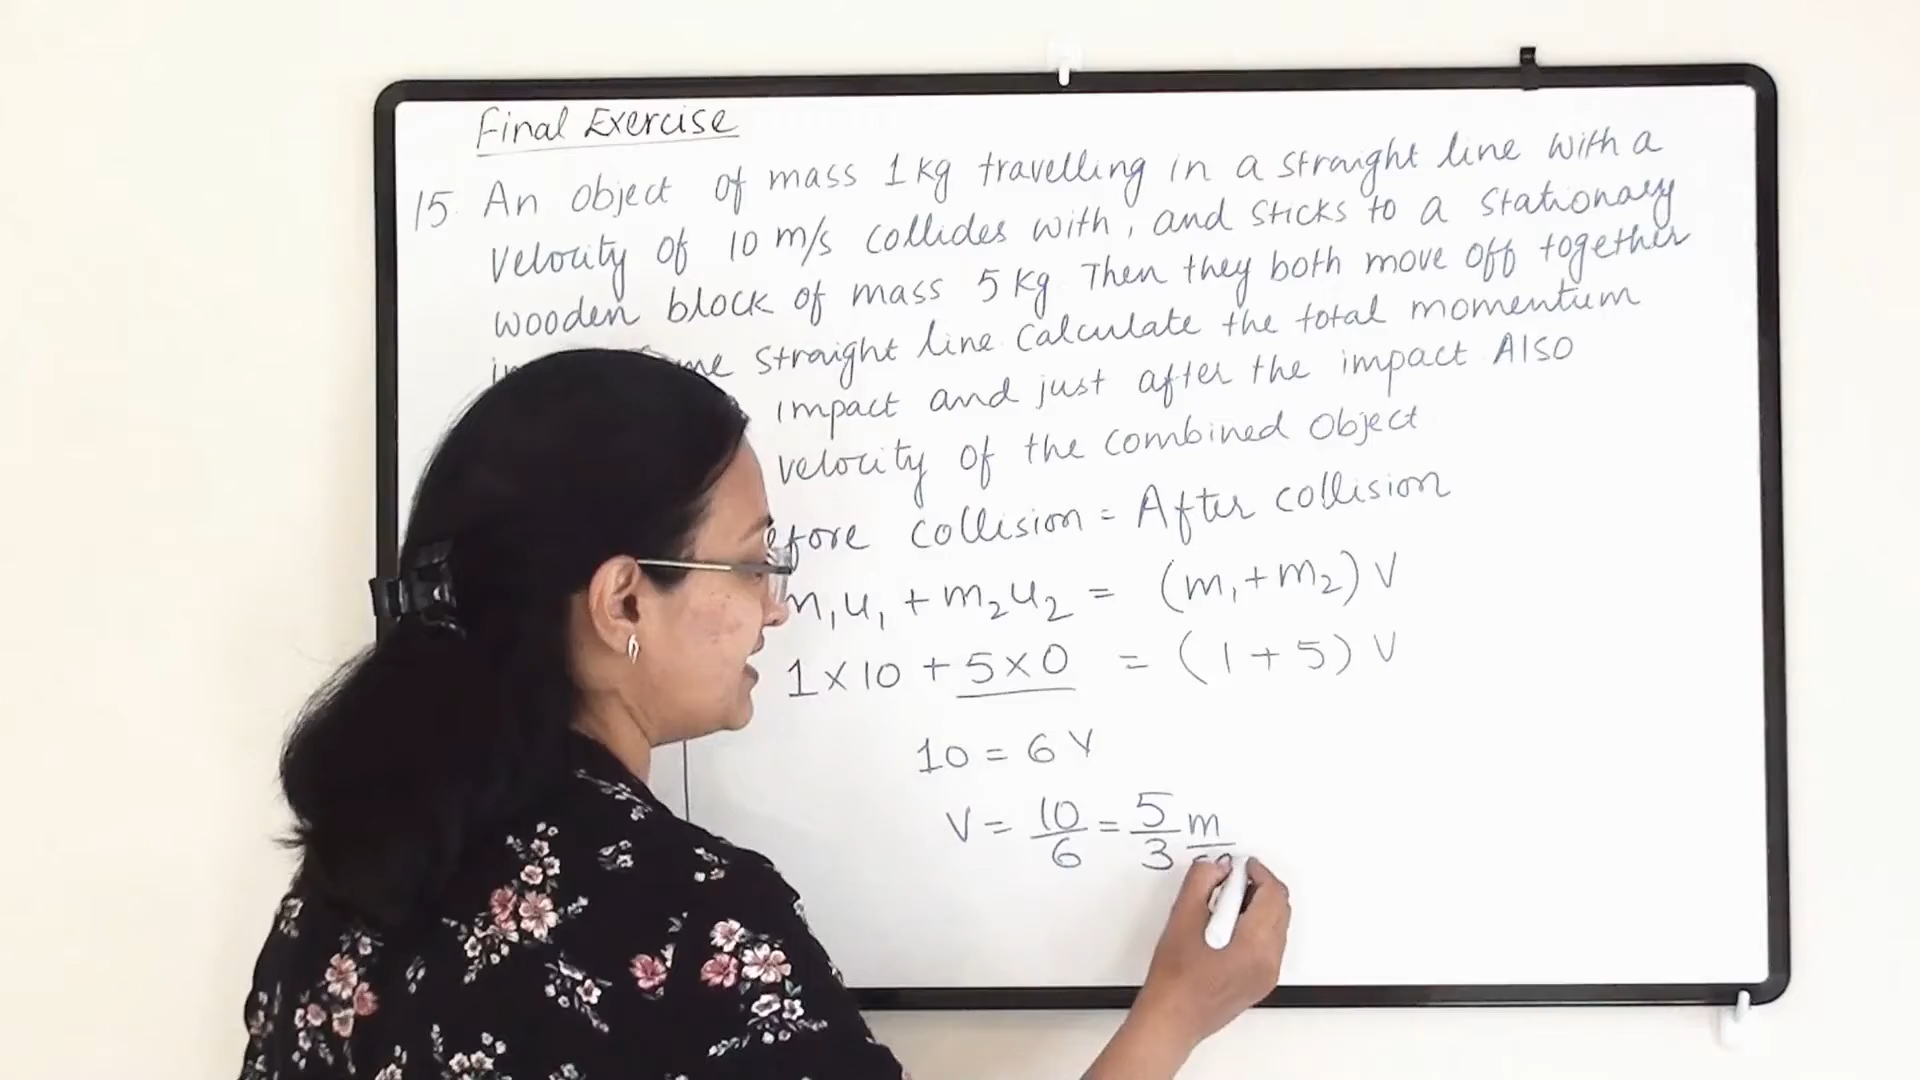 Final Exercise
15. An object of mass 1kg travelling in a straight line with a
velocity of 10 m/s collides with, and sticks to a stationary
wooden block of mass 5 kg. Then they both move off together
straight line. Calculate the total momentum
impact and just after the impact Also
velocity of the combined object
collision = After collision
m₁u₁ + m₂u₂ = (m₁+m₂) V
1×10 + 5×0 = (1+5) V
10 = 6 V
V = 10/6 = 5/3 m